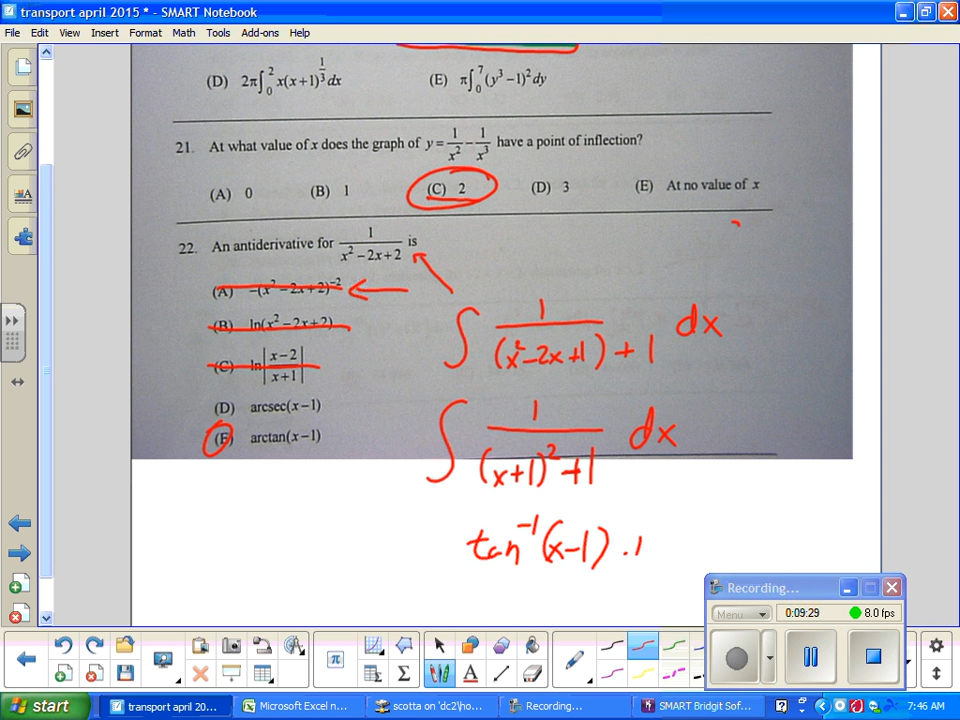 transport april 2015 * - SMART Notebook
File Edit View Insert Format Math Tools Add-ons Help
(D) 2π∫₀² x(x+1)^(1/3) dx (E) π∫₀⁷ (y³ −1)² dy
21. At what value of x does the graph of y = 1/x² − 1/x³ have a point of inflection?
(A) 0 (B) 1 (C) 2 (D) 3 (E) At no value of x
22. An antiderivative for 1/(x² − 2x + 2) is
(A) −(x² − 2x + 2)⁻²
(B) ln(x² − 2x + 2)
(C) ln|(x−2)/(x+1)|
(D) arcsec(x−1)
(E) arctan(x−1)
∫ 1/((x²−2x+1)+1) dx
∫ 1/((x+1)²+1) dx
tan⁻¹(x−1) · 1
Recording...
Menu 0:09:29 8.0 fps
start transport april 20... Microsoft Excel n... scotta on 'dc2\ho... Recording... SMART Bridgit Sof... 7:46 AM